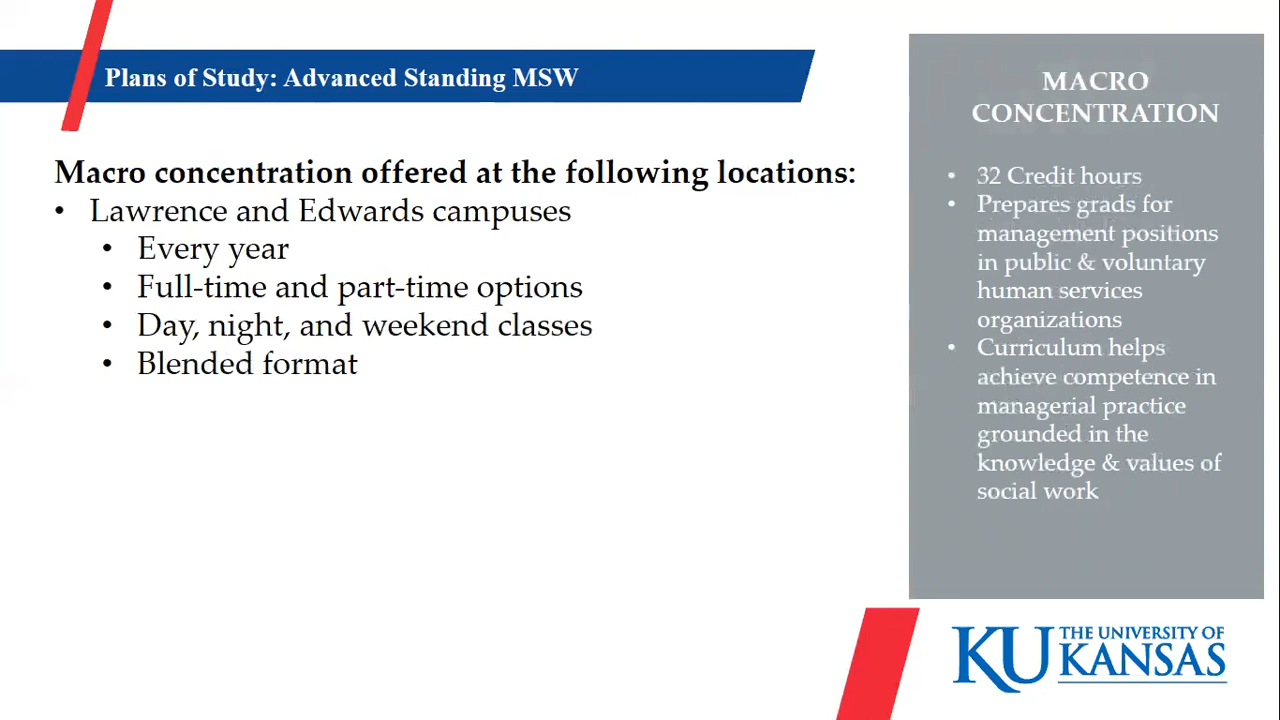 Plans of Study: Advanced Standing MSW
Macro concentration offered at the following locations:
• Lawrence and Edwards campuses
• Every year
• Full-time and part-time options
• Day, night, and weekend classes
• Blended format
MACRO
CONCENTRATION
• 32 Credit hours
• Prepares grads for
management positions
in public & voluntary
human services
organizations
• Curriculum helps
achieve competence in
managerial practice
grounded in the
knowledge & values of
social work
KU THE UNIVERSITY OF
KANSAS